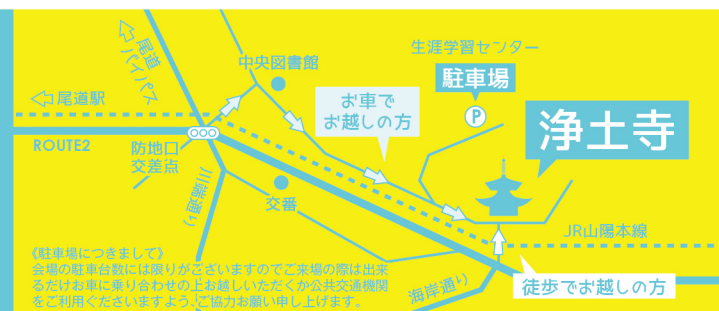 尾道
バイパス
中央図書館
生涯学習センター
駐車場
P
尾道駅
お車で
お越しの方
浄土寺
ROUTE2
防地口
交差点
川端通り
交番
JR山陽本線
《駐車場につきまして》
会場の駐車台数には限りがございますのでご来場の際は出来
るだけお車に乗り合わせの上お越しいただくか公共交通機関
をご利用くださいますよう、ご協力お願い申し上げます。
海岸通り
徒歩でお越しの方